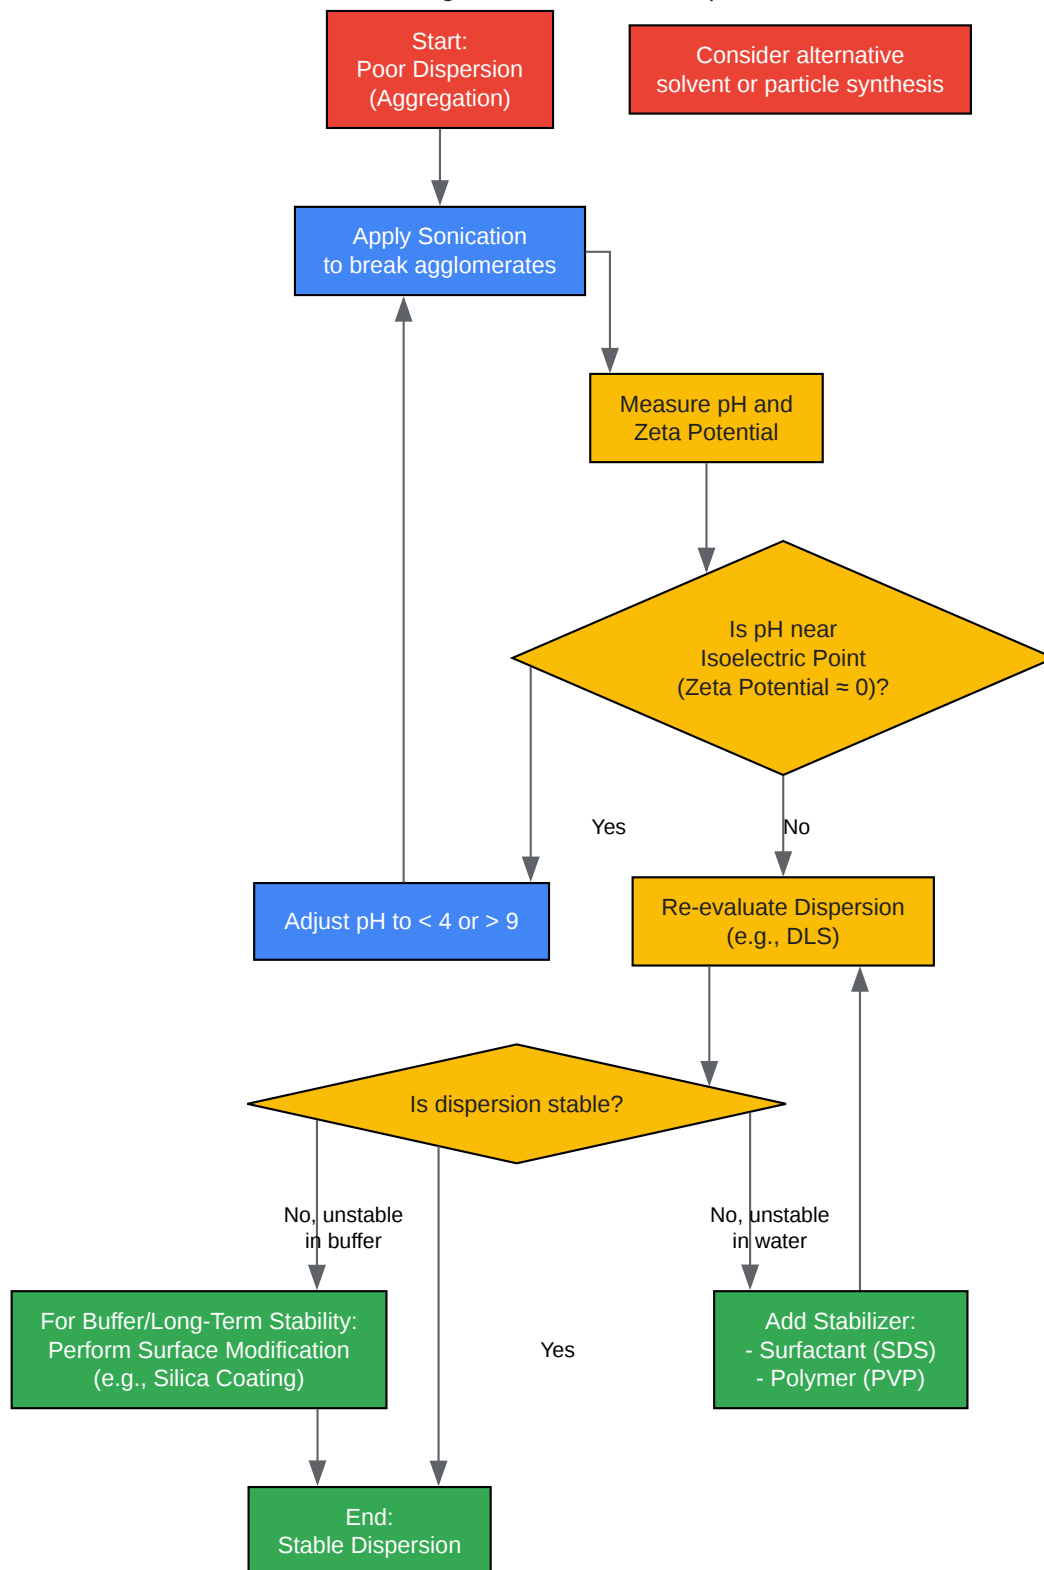 Start:
Poor Dispersion
(Aggregation)
Consider alternative
solvent or particle synthesis
Apply Sonication
to break agglomerates
Measure pH and
Zeta Potential
Is pH near
Isoelectric Point
(Zeta Potential ≈ 0)?
Yes
No
Adjust pH to < 4 or > 9
Re-evaluate Dispersion
(e.g., DLS)
Is dispersion stable?
No, unstable
in buffer
No, unstable
in water
For Buffer/Long-Term Stability:
Perform Surface Modification
(e.g., Silica Coating)
Yes
Add Stabilizer:
- Surfactant (SDS)
- Polymer (PVP)
End:
Stable Dispersion